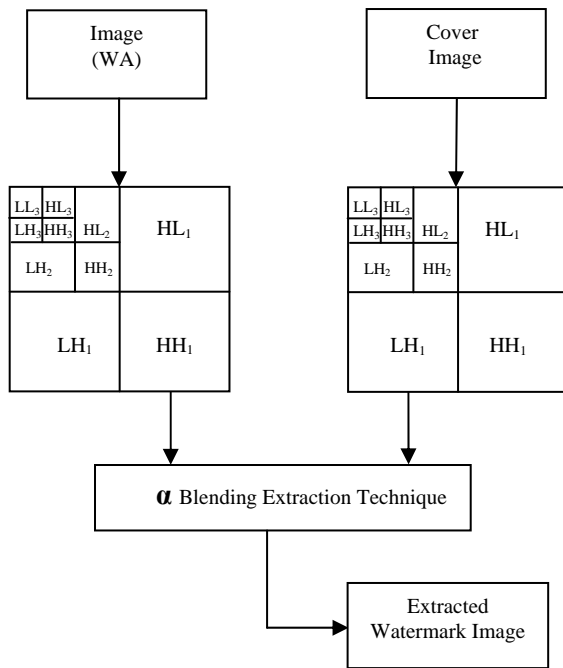 Image
(WA)
Cover
Image
LL₃ HL₃
LH₃ HH₃ HL₂
HL₁
LH₂ HH₂
LH₁ HH₁
LL₃ HL₃
LH₃ HH₃ HL₂
HL₁
LH₂ HH₂
LH₁ HH₁
α Blending Extraction Technique
Extracted
Watermark Image